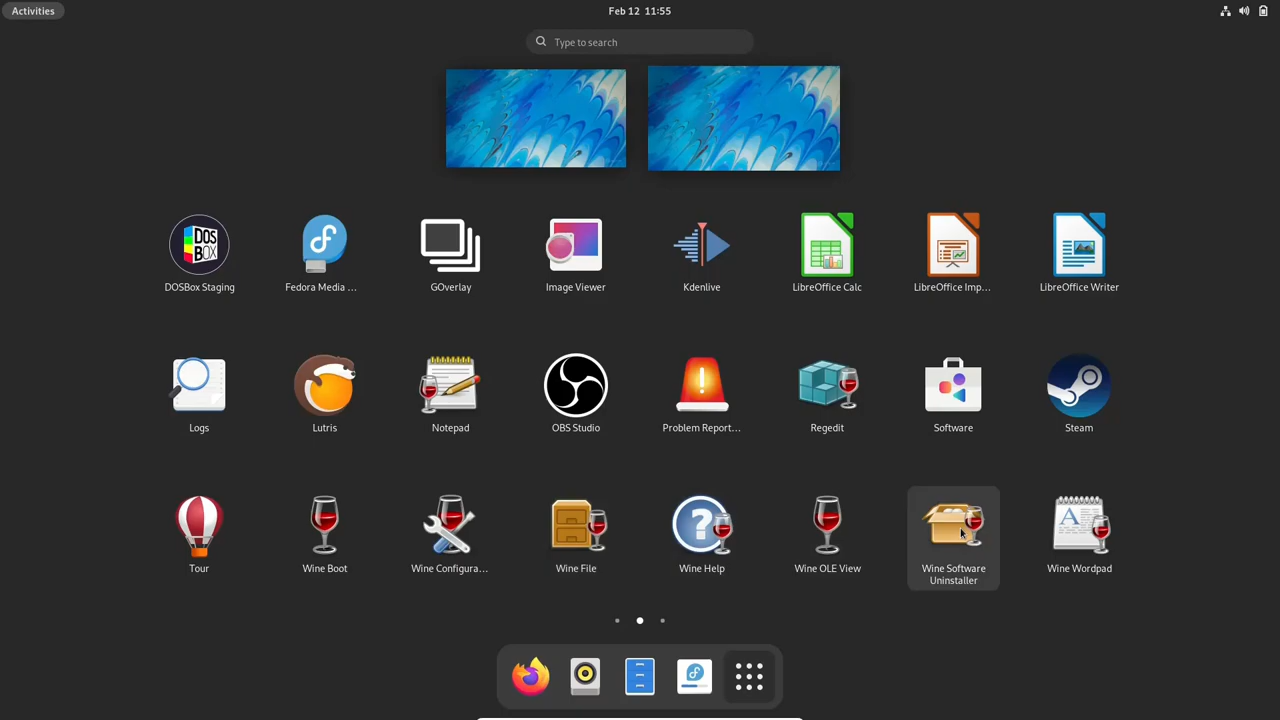 Activities
Feb 12 11:55
Type to search
DOS
BOX
DOSBox Staging
Fedora Media ...
GOverlay
Image Viewer
Kdenlive
LibreOffice Calc
LibreOffice Imp...
LibreOffice Writer
Logs
Lutris
Notepad
OBS Studio
Problem Report...
Regedit
Software
Steam
Tour
Wine Boot
Wine Configura...
Wine File
Wine Help
Wine OLE View
Wine Software
Uninstaller
A
Wine Wordpad